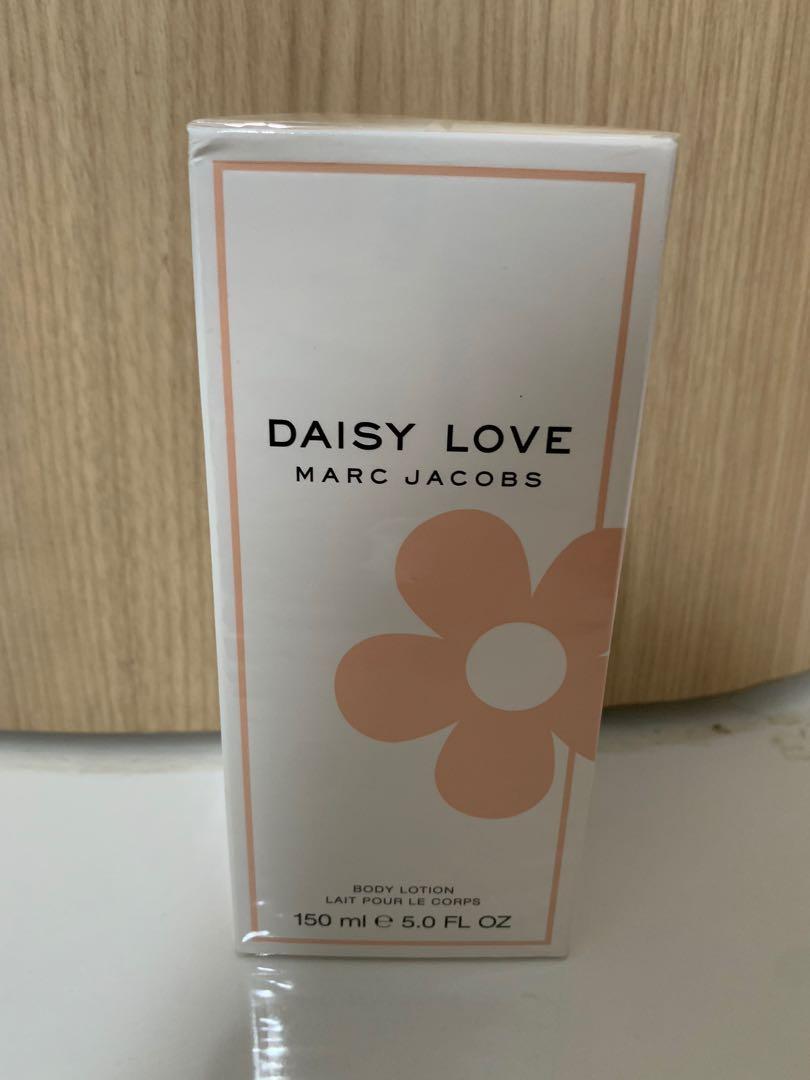 DAISY LOVE
MARC JACOBS
BODY LOTION
LAIT POUR LE CORPS
150 ml ℮ 5.0 FL OZ